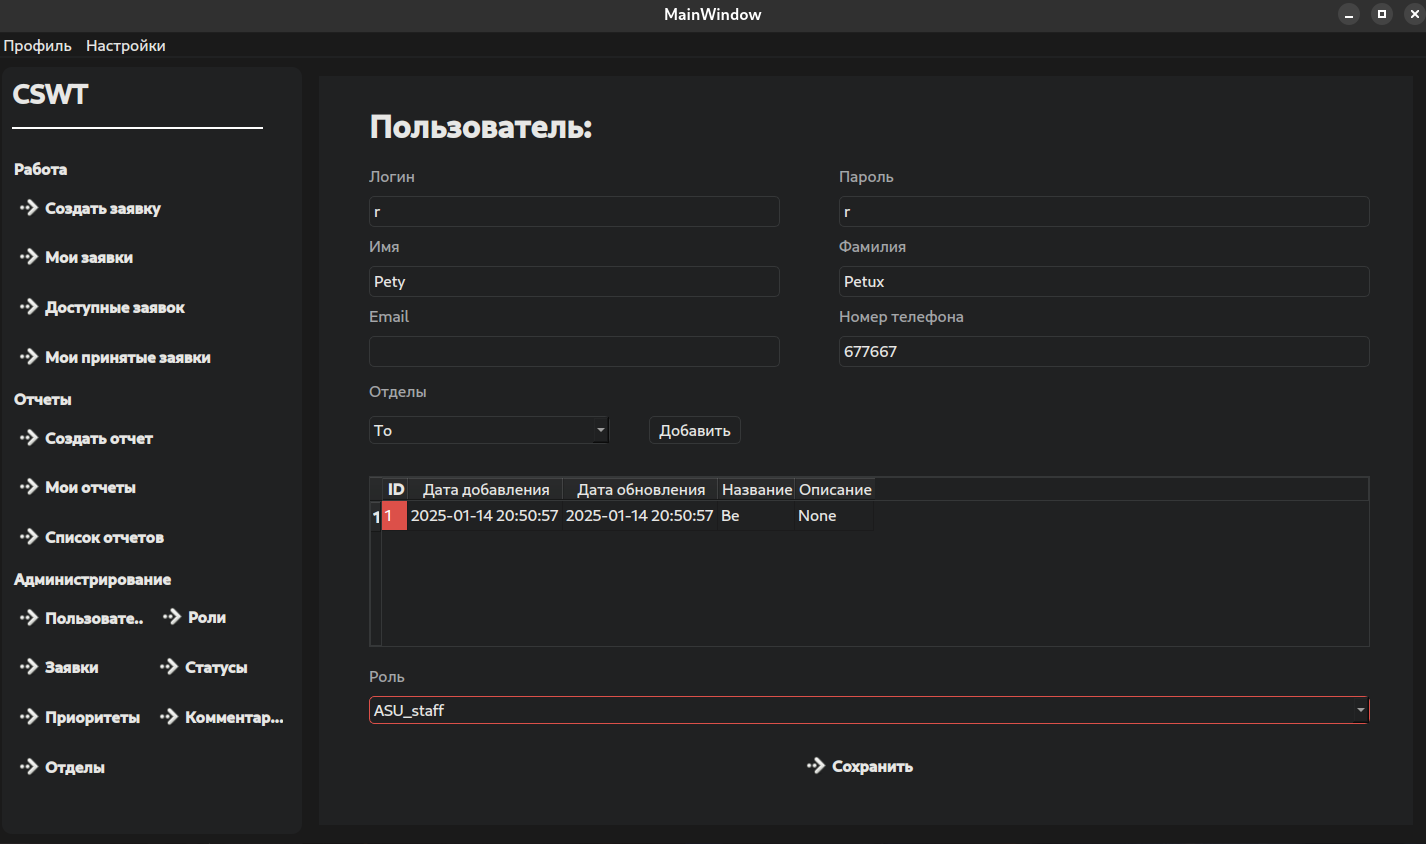 MainWindow
Профиль Настройки
CSWT
Работа
Создать заявку
Мои заявки
Доступные заявок
Мои принятые заявки
Отчеты
Создать отчет
Мои отчеты
Список отчетов
Администрирование
Пользовате.. Роли
Заявки Статусы
Приоритеты Комментар...
Отделы
Пользователь:
Логин Пароль
r r
Имя Фамилия
Pety Petux
Email Номер телефона
677667
Отделы
То Добавить
ID Дата добавления Дата обновления Название Описание
1 1 2025-01-14 20:50:57 2025-01-14 20:50:57 Ве None
Роль
ASU_staff
Сохранить